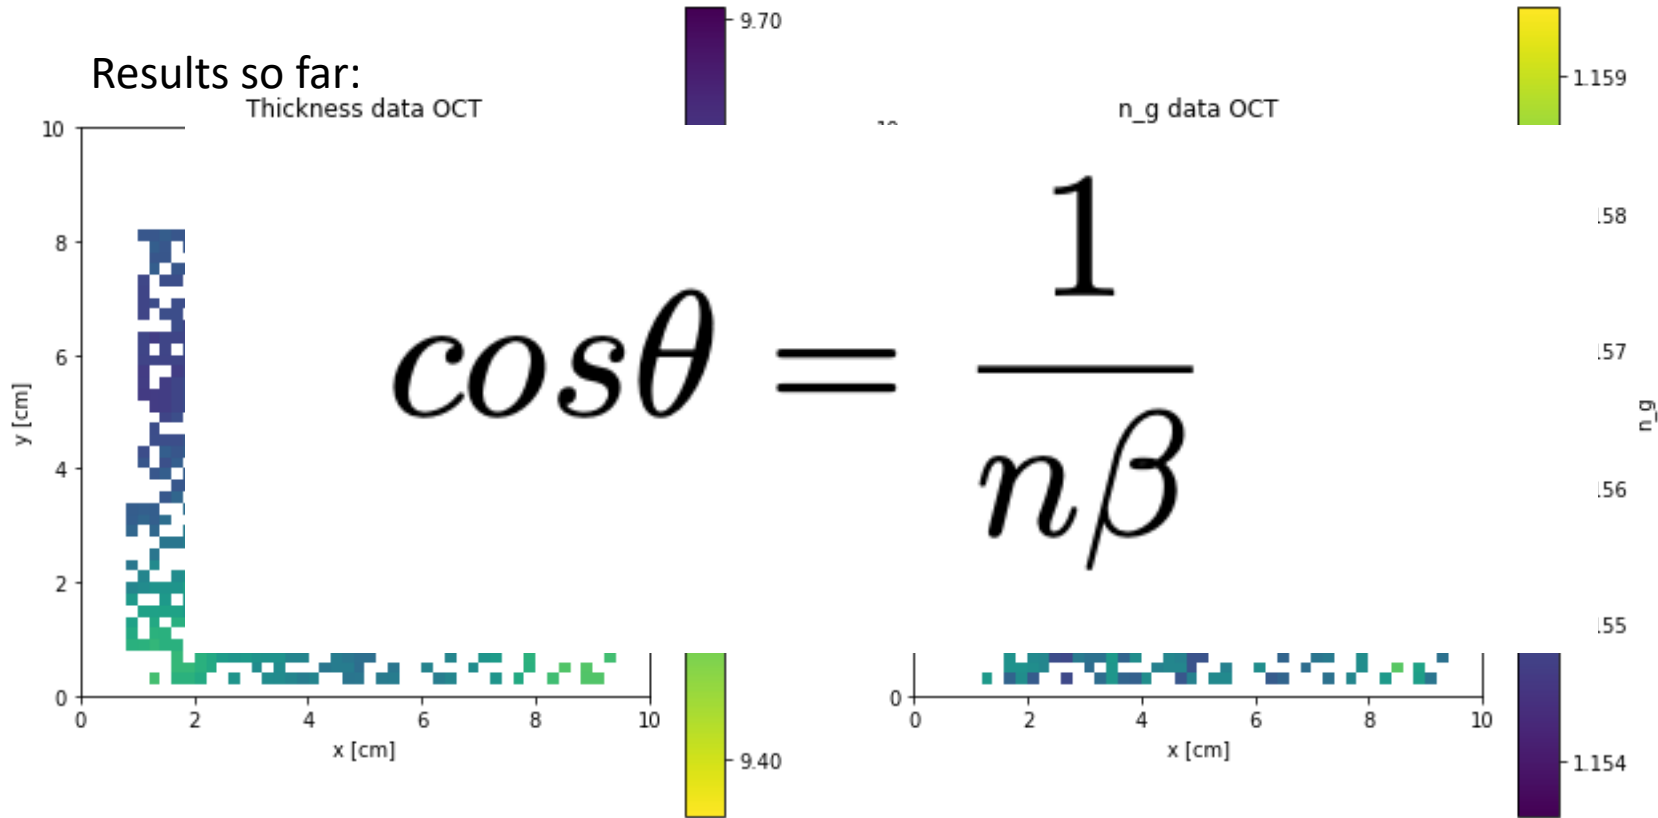 Results so far:
Thickness data OCT
9.70
9.40
10
8
6
4
2
0
y [cm]
0 2 4 6 8 10
x [cm]
cosθ = 1 / nβ
n_g data OCT
0
0 2 4 6 8 10
x [cm]
1.159
.58
.57
.56
.55
1.154
n_g